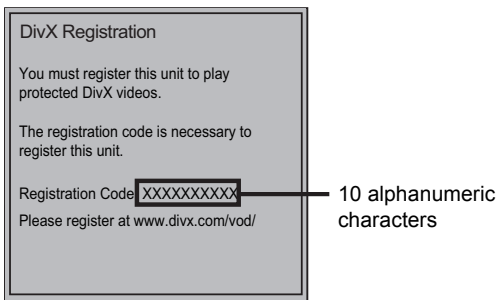 DivX Registration
You must register this unit to play
protected DivX videos.
The registration code is necessary to
register this unit.
Registration Code XXXXXXXXXX
Please register at www.divx.com/vod/
10 alphanumeric
characters